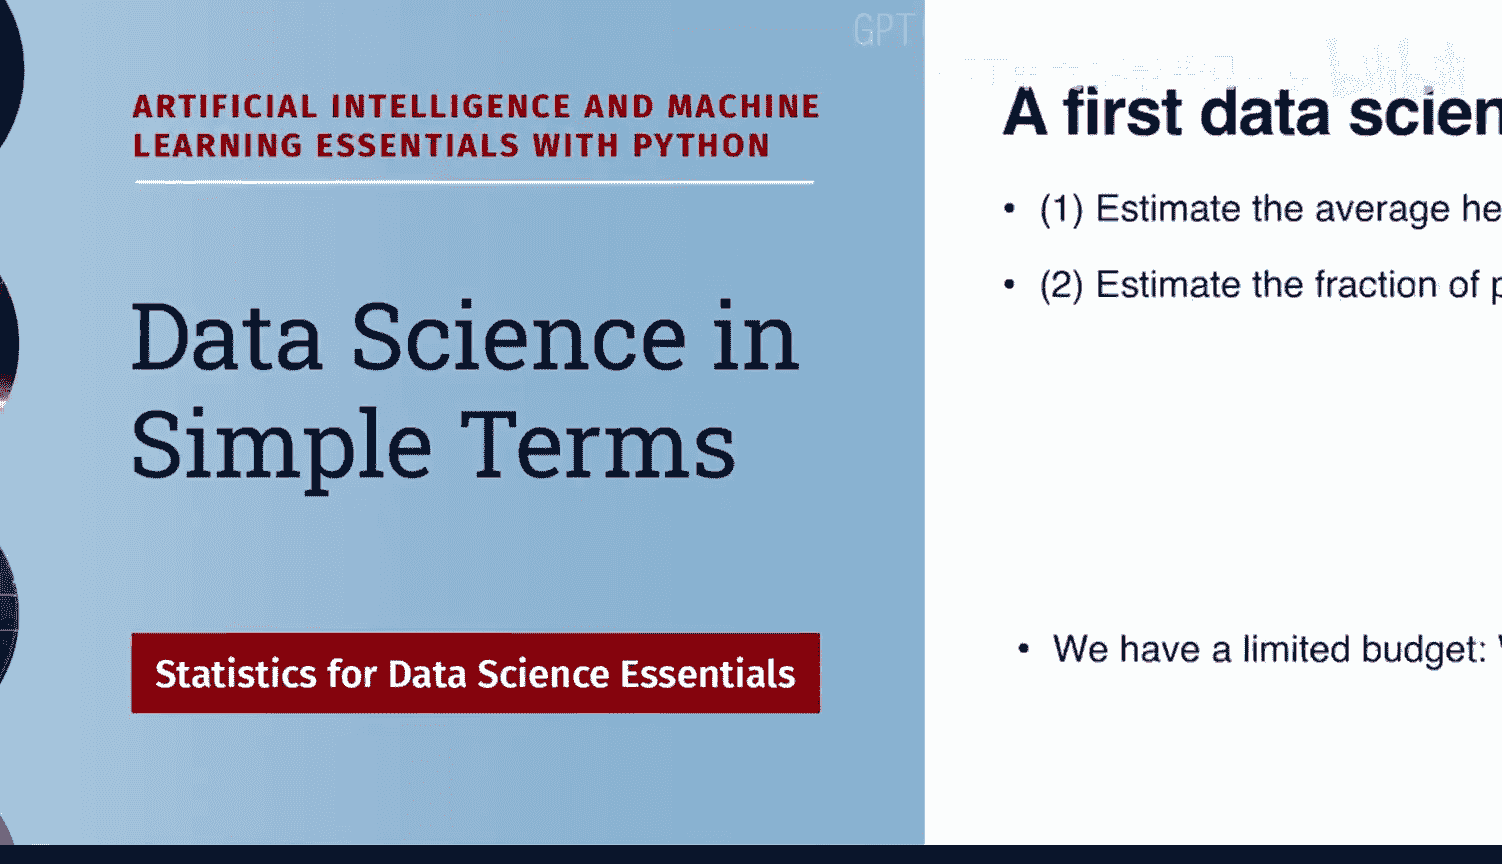 GPT
ARTIFICIAL INTELLIGENCE AND MACHINE
LEARNING ESSENTIALS WITH PYTHON
Data Science in
Simple Terms
Statistics for Data Science Essentials
A first data scien
• (1) Estimate the average he
• (2) Estimate the fraction of p
• We have a limited budget: